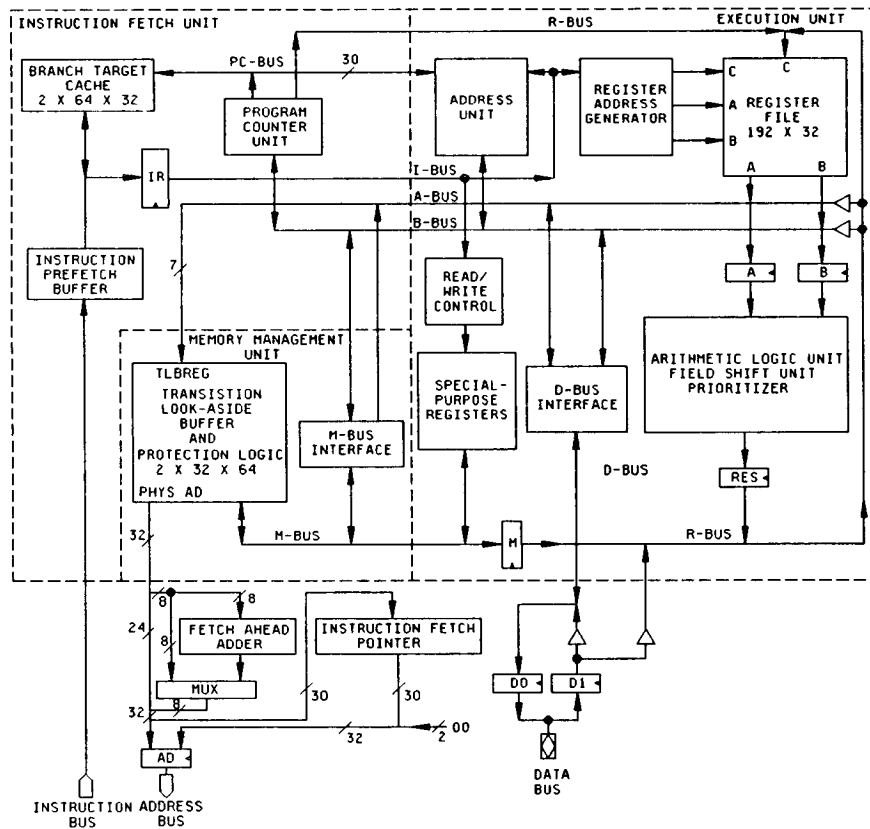 INSTRUCTION FETCH UNIT
R-BUS
EXECUTION UNIT
BRANCH TARGET
CACHE
2 X 64 X 32
PC-BUS
30
PROGRAM
COUNTER
UNIT
ADDRESS
UNIT
REGISTER
ADDRESS
GENERATOR
C
A
B
C
REGISTER
FILE
192 X 32
A
B
IR
I-BUS
A-BUS
B-BUS
INSTRUCTION
PREFETCH
BUFFER
7
READ/
WRITE
CONTROL
A
B
MEMORY MANAGEMENT
UNIT
TLBREG
TRANSISTION
LOOK-ASIDE
BUFFER
AND
PROTECTION LOGIC
2 X 32 X 64
PHYS AD
M-BUS
INTERFACE
SPECIAL-
PURPOSE
REGISTERS
D-BUS
INTERFACE
ARITHMETIC LOGIC UNIT
FIELD SHIFT UNIT
PRIORITIZER
D-BUS
RES
32
M-BUS
M
R-BUS
8
8
24
8
FETCH AHEAD
ADDER
INSTRUCTION FETCH
POINTER
MUX
8
30
30
32
32
2
00
D0
D1
AD
DATA
BUS
INSTRUCTION
BUS
ADDRESS
BUS